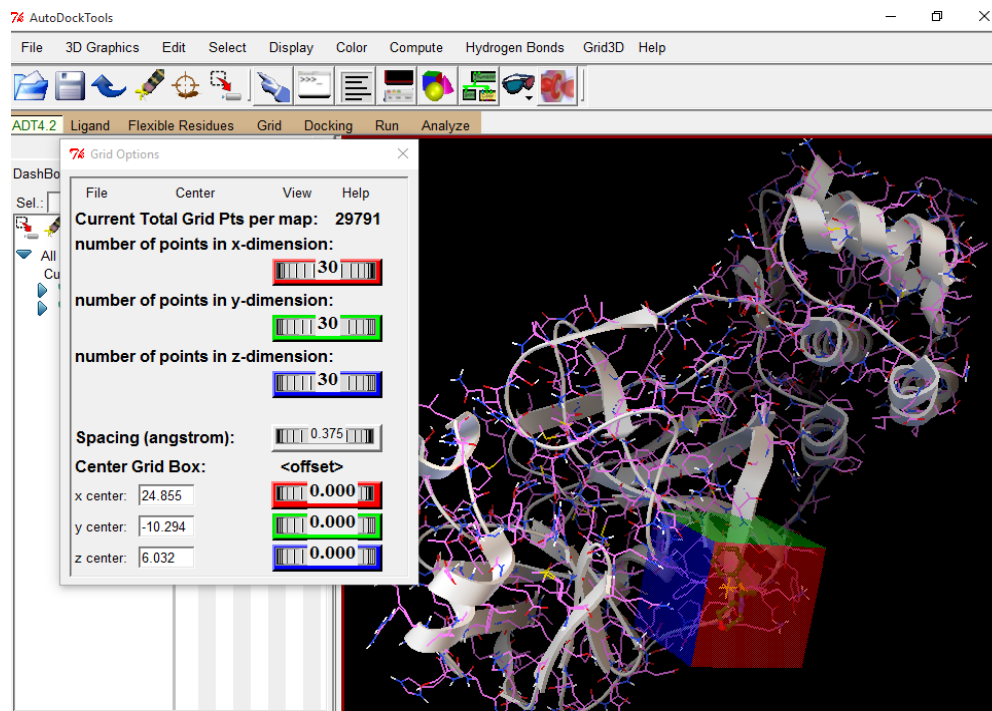 AutoDockTools
File 3D Graphics Edit Select Display Color Compute Hydrogen Bonds Grid3D Help
>>>_
ADT4.2 Ligand Flexible Residues Grid Docking Run Analyze
Grid Options
DashBo
Sel.:
All
Cu
File Center View Help
Current Total Grid Pts per map: 29791
number of points in x-dimension:
30
number of points in y-dimension:
30
number of points in z-dimension:
30
Spacing (angstrom): 0.375
Center Grid Box: <offset>
x center: 24.855 0.000
y center: -10.294 0.000
z center: 6.032 0.000